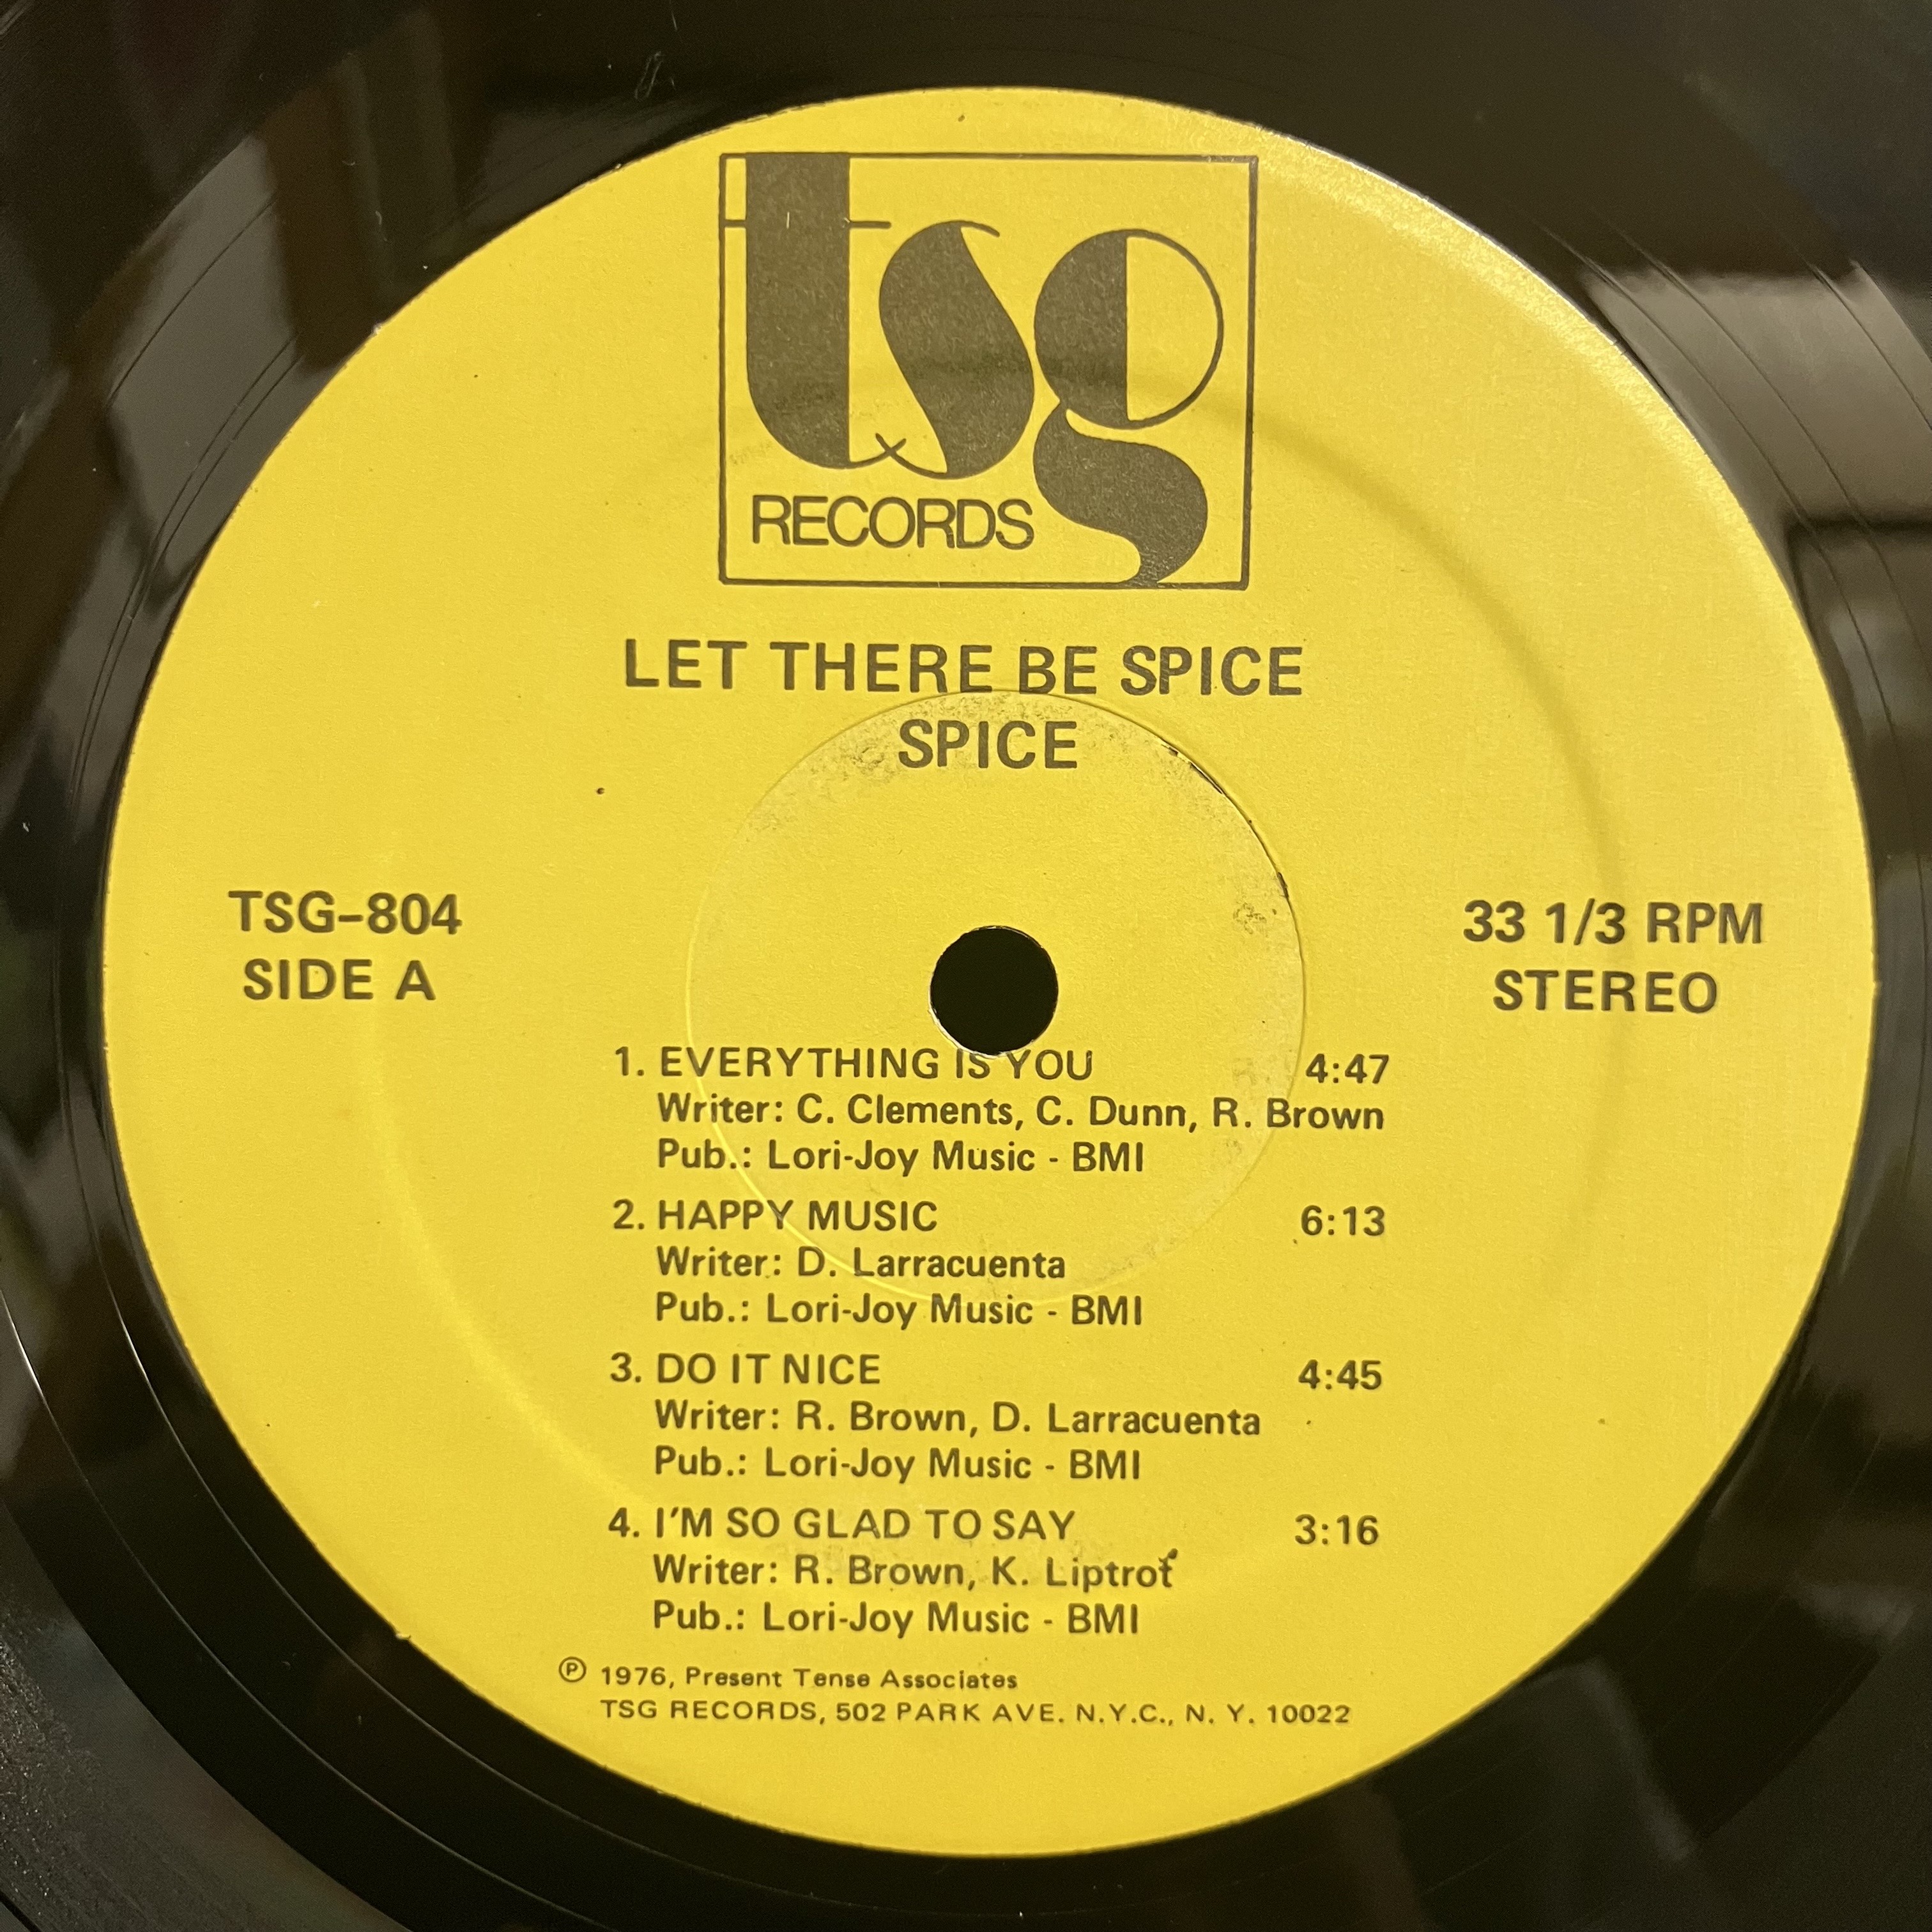 tsg
RECORDS
LET THERE BE SPICE
SPICE
TSG-804
SIDE A
33 1/3 RPM
STEREO
1. EVERYTHING IS YOU 4:47
Writer: C. Clements, C. Dunn, R. Brown
Pub.: Lori-Joy Music - BMI
2. HAPPY MUSIC 6:13
Writer: D. Larracuenta
Pub.: Lori-Joy Music - BMI
3. DO IT NICE 4:45
Writer: R. Brown, D. Larracuenta
Pub.: Lori-Joy Music - BMI
4. I'M SO GLAD TO SAY 3:16
Writer: R. Brown, K. Liptrot
Pub.: Lori-Joy Music - BMI
℗ 1976, Present Tense Associates
TSG RECORDS, 502 PARK AVE. N.Y.C., N. Y. 10022